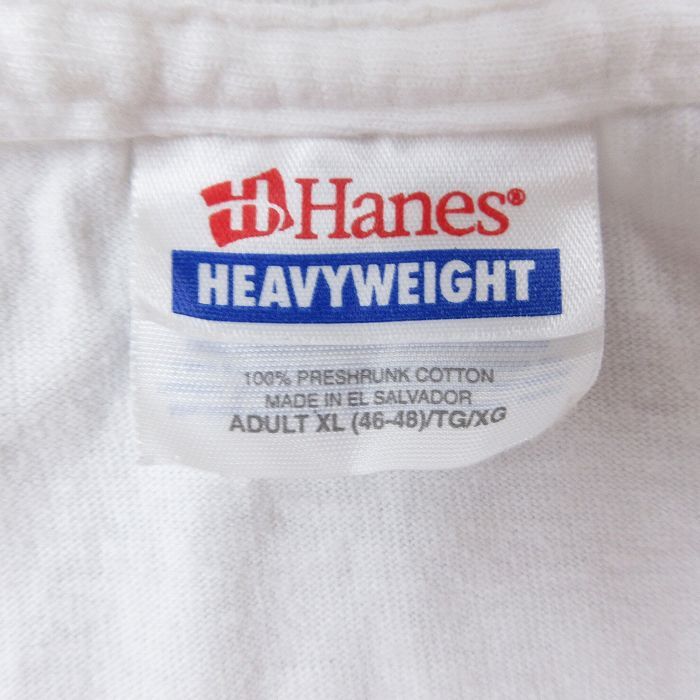 Hanes®
HEAVYWEIGHT
100% PRESHRUNK COTTON
MADE IN EL SALVADOR
ADULT XL (46-48)/TG/XG